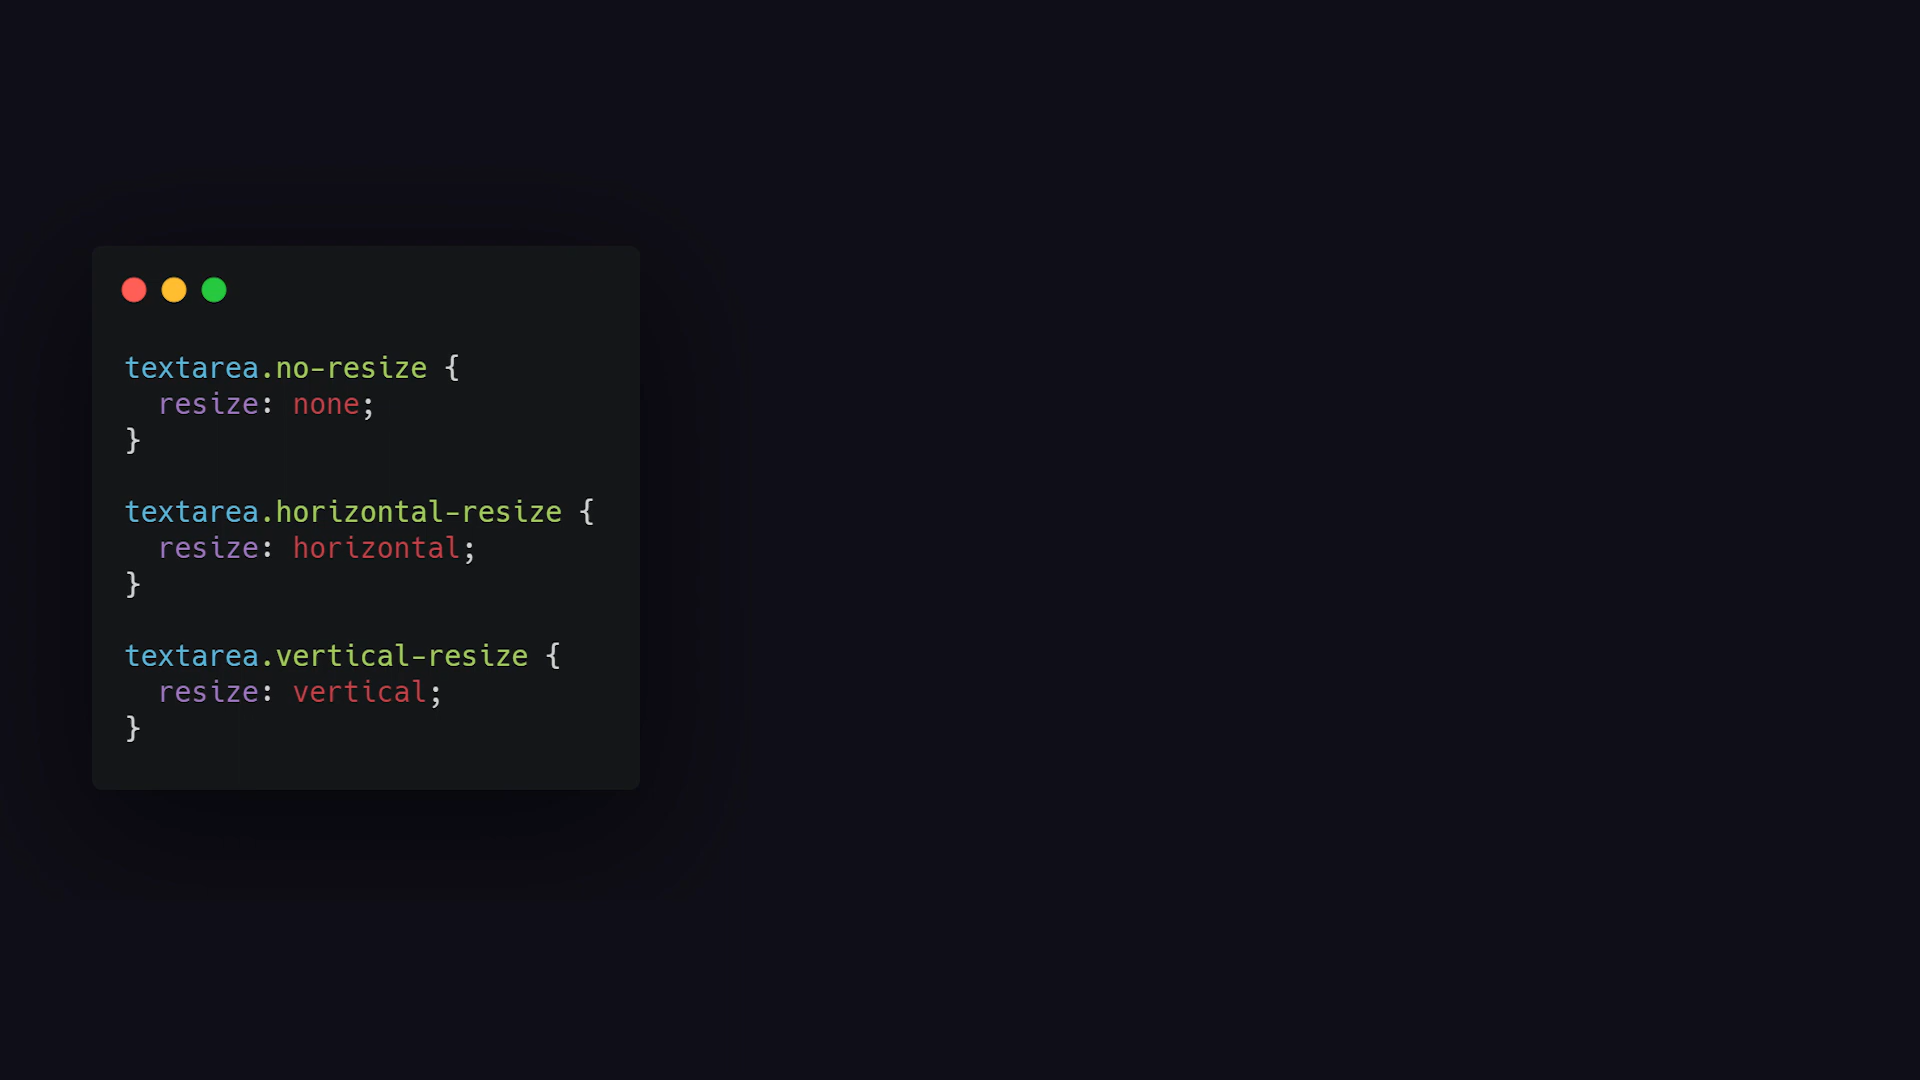 textarea.no-resize {
  resize: none;
}

textarea.horizontal-resize {
  resize: horizontal;
}

textarea.vertical-resize {
  resize: vertical;
}